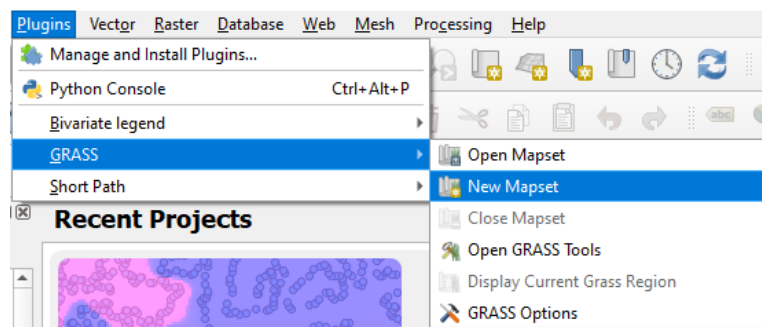 Plugins Vector Raster Database Web Mesh Processing Help
Manage and Install Plugins...
Python Console Ctrl+Alt+P
Bivariate legend
GRASS
Short Path
Open Mapset
New Mapset
Close Mapset
Open GRASS Tools
Display Current Grass Region
GRASS Options
Recent Projects
abc